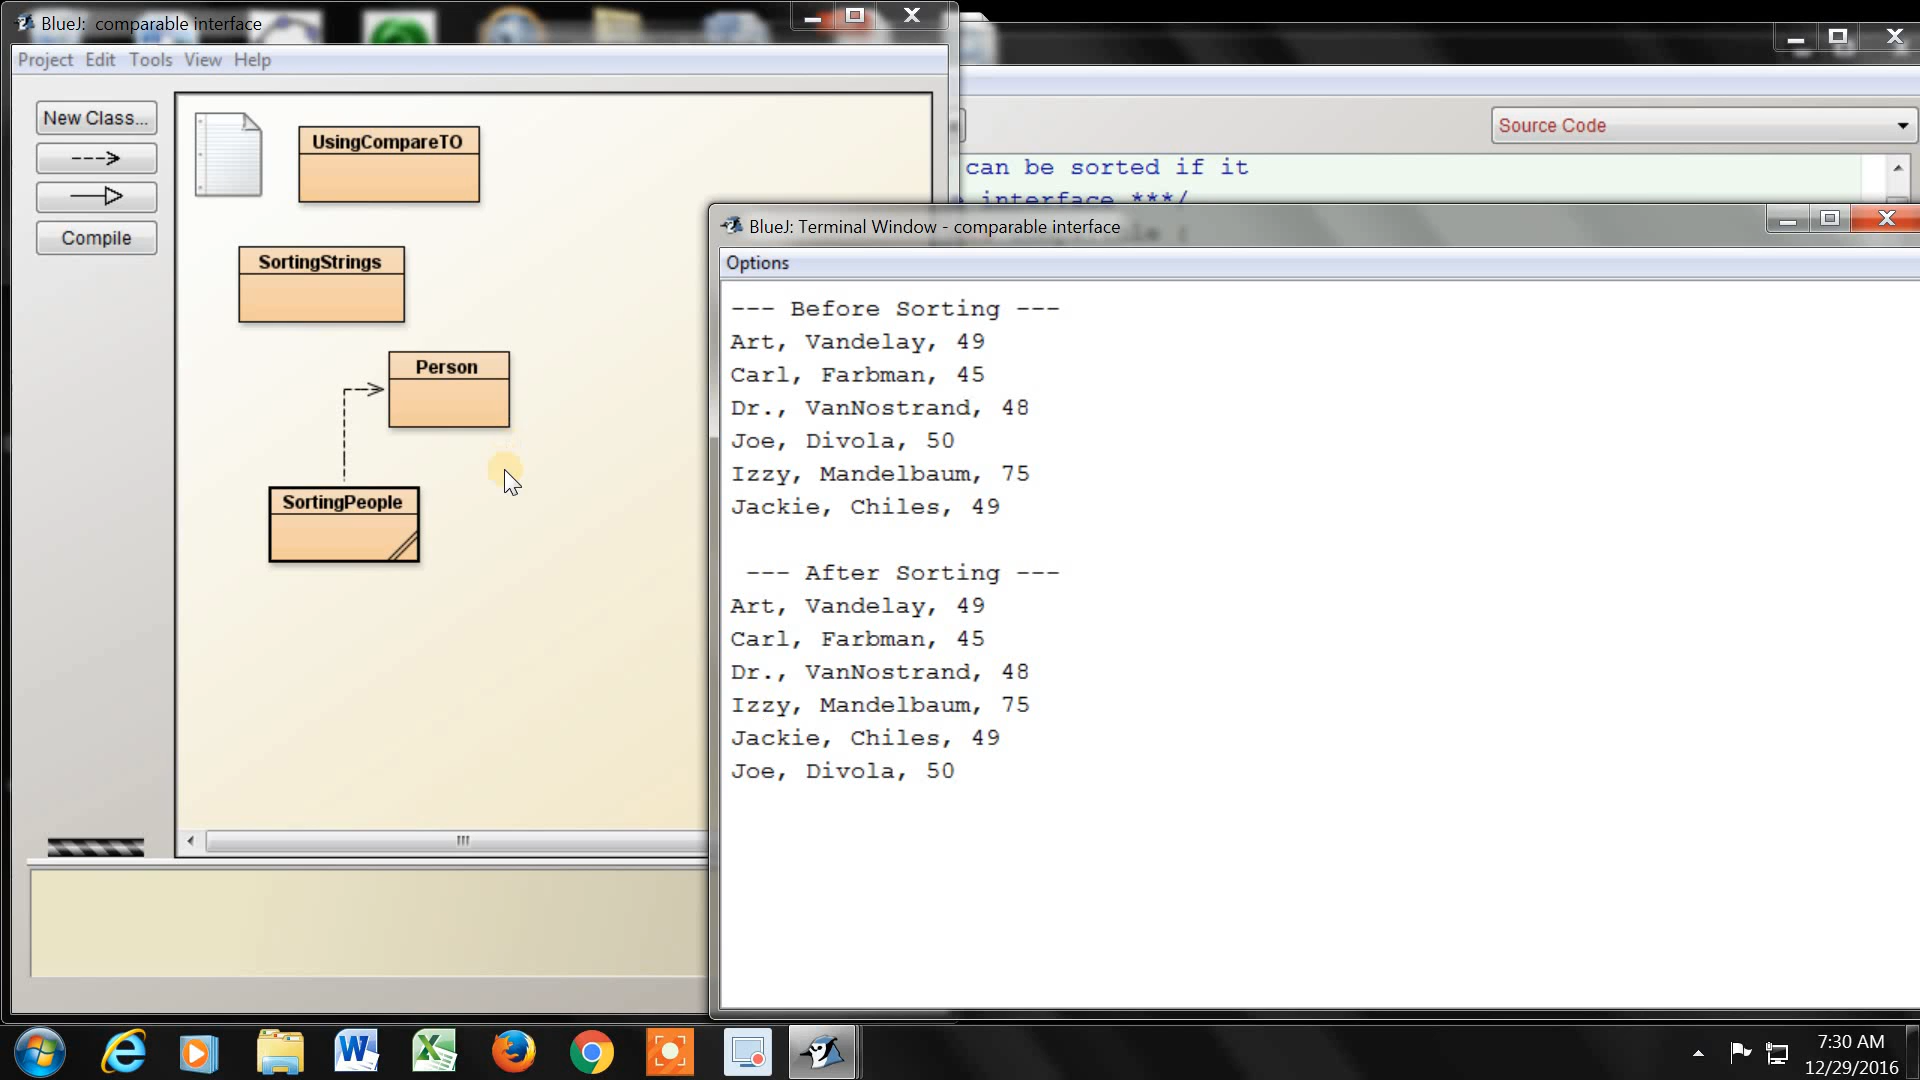 BlueJ:  comparable interface
Project Edit Tools View Help
New Class...
Compile
UsingCompareTO
SortingStrings
Person
SortingPeople
Source Code
can be sorted if it
interface ***/
BlueJ: Terminal Window - comparable interface
Options
--- Before Sorting ---
Art, Vandelay, 49
Carl, Farbman, 45
Dr., VanNostrand, 48
Joe, Divola, 50
Izzy, Mandelbaum, 75
Jackie, Chiles, 49
--- After Sorting ---
Art, Vandelay, 49
Carl, Farbman, 45
Dr., VanNostrand, 48
Izzy, Mandelbaum, 75
Jackie, Chiles, 49
Joe, Divola, 50
7:30 AM
12/29/2016